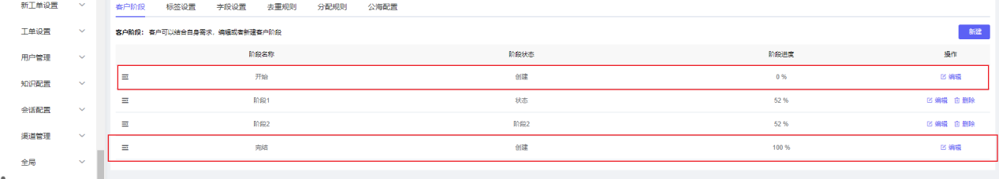 新工单设置
工单设置
用户管理
知识配置
会话配置
渠道管理
全局
客户阶段 标签设置 字段设置 去重规则 分配规则 公海配置
客户阶段： 客户可以结合自身需求，编辑或者新建客户阶段 新建
阶段名称 阶段状态 阶段进度 操作
开始 创建 0 % 编辑
阶段1 状态 52 % 编辑 删除
阶段2 阶段2 52 % 编辑 删除
完结 创建 100 % 编辑